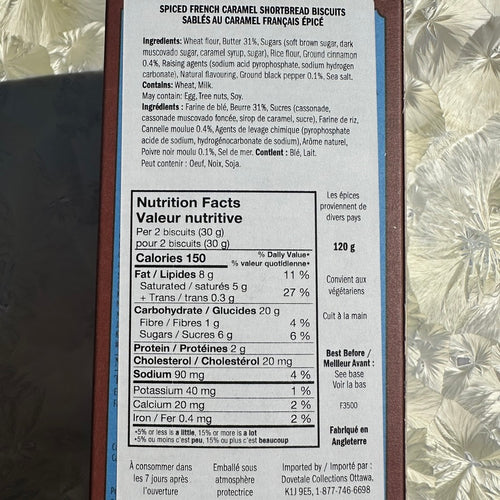 SPICED FRENCH CARAMEL SHORTBREAD BISCUITS
SABLÉS AU CARAMEL FRANÇAIS ÉPICÉ
Ingredients: Wheat flour, Butter 31%, Sugars (soft brown sugar, dark
muscovado sugar, caramel syrup, sugar), Rice flour, Ground cinnamon
0.4%, Raising agents (sodium acid pyrophosphate, sodium hydrogen
carbonate), Natural flavouring, Ground black pepper 0.1%, Sea salt.
Contains: Wheat, Milk.
May contain: Egg, Tree nuts, Soy.
Ingrédients : Farine de blé, Beurre 31%, Sucres (cassonade,
cassonade muscovado foncée, sirop de caramel, sucre), Farine de riz,
Cannelle moulue 0.4%, Agents de levage chimique (pyrophosphate
acide de sodium, hydrogénocarbonate de sodium), Arôme naturel,
Poivre noir moulu 0.1%, Sel de mer. Contient : Blé, Lait.
Peut contenir : Oeuf, Noix, Soja.
Nutrition Facts
Valeur nutritive
Per 2 biscuits (30 g)
pour 2 biscuits (30 g)
Calories 150
% Daily Value*
% valeur quotidienne*
Fat / Lipides 8 g 11 %
Saturated / saturés 5 g
+ Trans / trans 0.3 g 27 %
Carbohydrate / Glucides 20 g
Fibre / Fibres 1 g 4 %
Sugars / Sucres 6 g 6 %
Protein / Protéines 2 g
Cholesterol / Cholestérol 20 mg
Sodium 90 mg 4 %
Potassium 40 mg 1 %
Calcium 20 mg 2 %
Iron / Fer 0.4 mg 2 %
*5% or less is a little, 15% or more is a lot
*5% ou moins c'est peu, 15% ou plus c'est beaucoup
Les épices
proviennent de
divers pays
120 g
Convient aux
végétariens
Cuit à la main
Best Before /
Meilleur Avant :
See base
Voir la bas
F3500
Fabriqué en
Angleterre
À consommer dans
les 7 jours après
l'ouverture
Emballé sous
atmosphère
protectrice
Imported by / Importé par :
Dovetale Collections Ottawa,
K1J 9E5, 1-877-746-6698